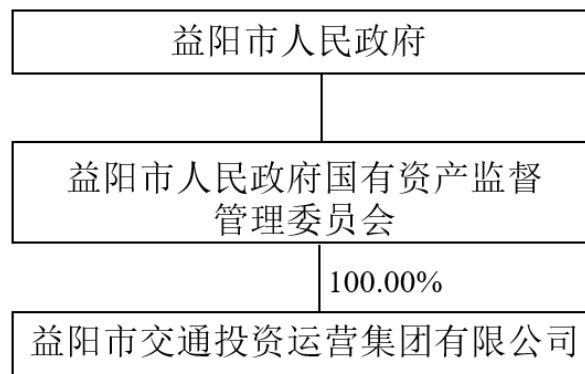 益阳市人民政府
益阳市人民政府国有资产监督
管理委员会
100.00%
益阳市交通投资运营集团有限公司